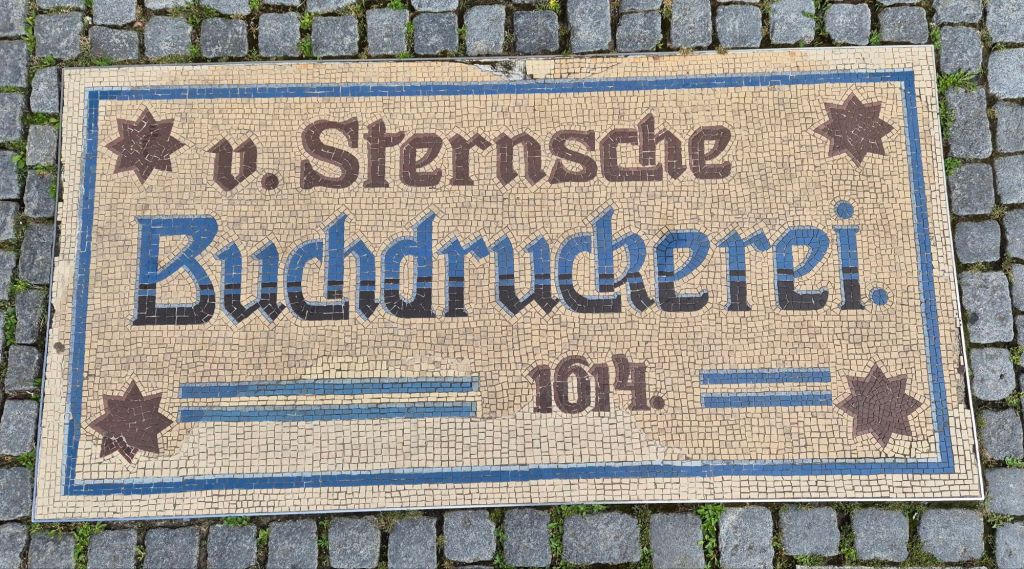 v. Sternsche
Buchdruckerei.
1614.